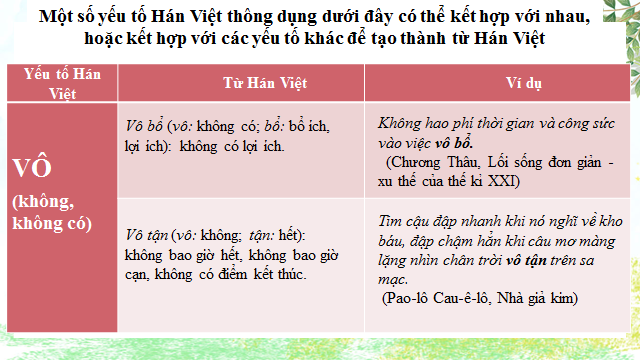 Một số yếu tố Hán Việt thông dụng dưới đây có thể kết hợp với nhau,
hoặc kết hợp với các yếu tố khác để tạo thành từ Hán Việt
Yếu tố Hán
Việt
Từ Hán Việt
Ví dụ
VÔ
(không,
không có)
Vô bổ (vô: không có; bổ: bổ ích,
lợi ích): không có lợi ích.
Không hao phí thời gian và công sức
vào việc vô bổ.
(Chương Thâu, Lối sống đơn giản -
xu thế của thế kỉ XXI)
Vô tận (vô: không; tận: hết):
không bao giờ hết, không bao giờ
cạn, không có điểm kết thúc.
Tim cậu đập nhanh khi nó nghĩ về kho
báu, đập chậm hẳn khi câu mơ màng
lặng nhìn chân trời vô tận trên sa
mạc.
(Pao-lô Cau-ê-lô, Nhà giả kim)